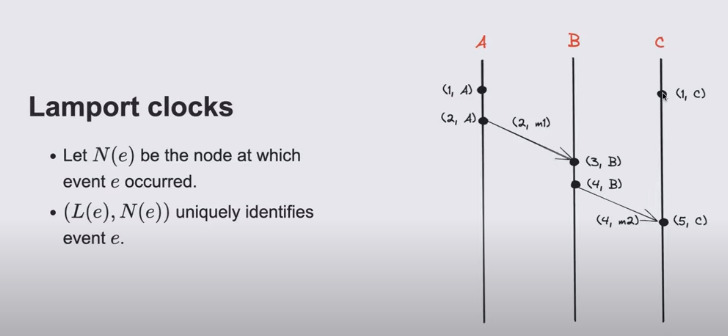 Lamport clocks
• Let N(e) be the node at which
event e occurred.
• (L(e), N(e)) uniquely identifies
event e.
A B C
(1, A)
(1, C)
(2, A)
(2, m1)
(3, B)
(4, B)
(4, m2)
(5, C)